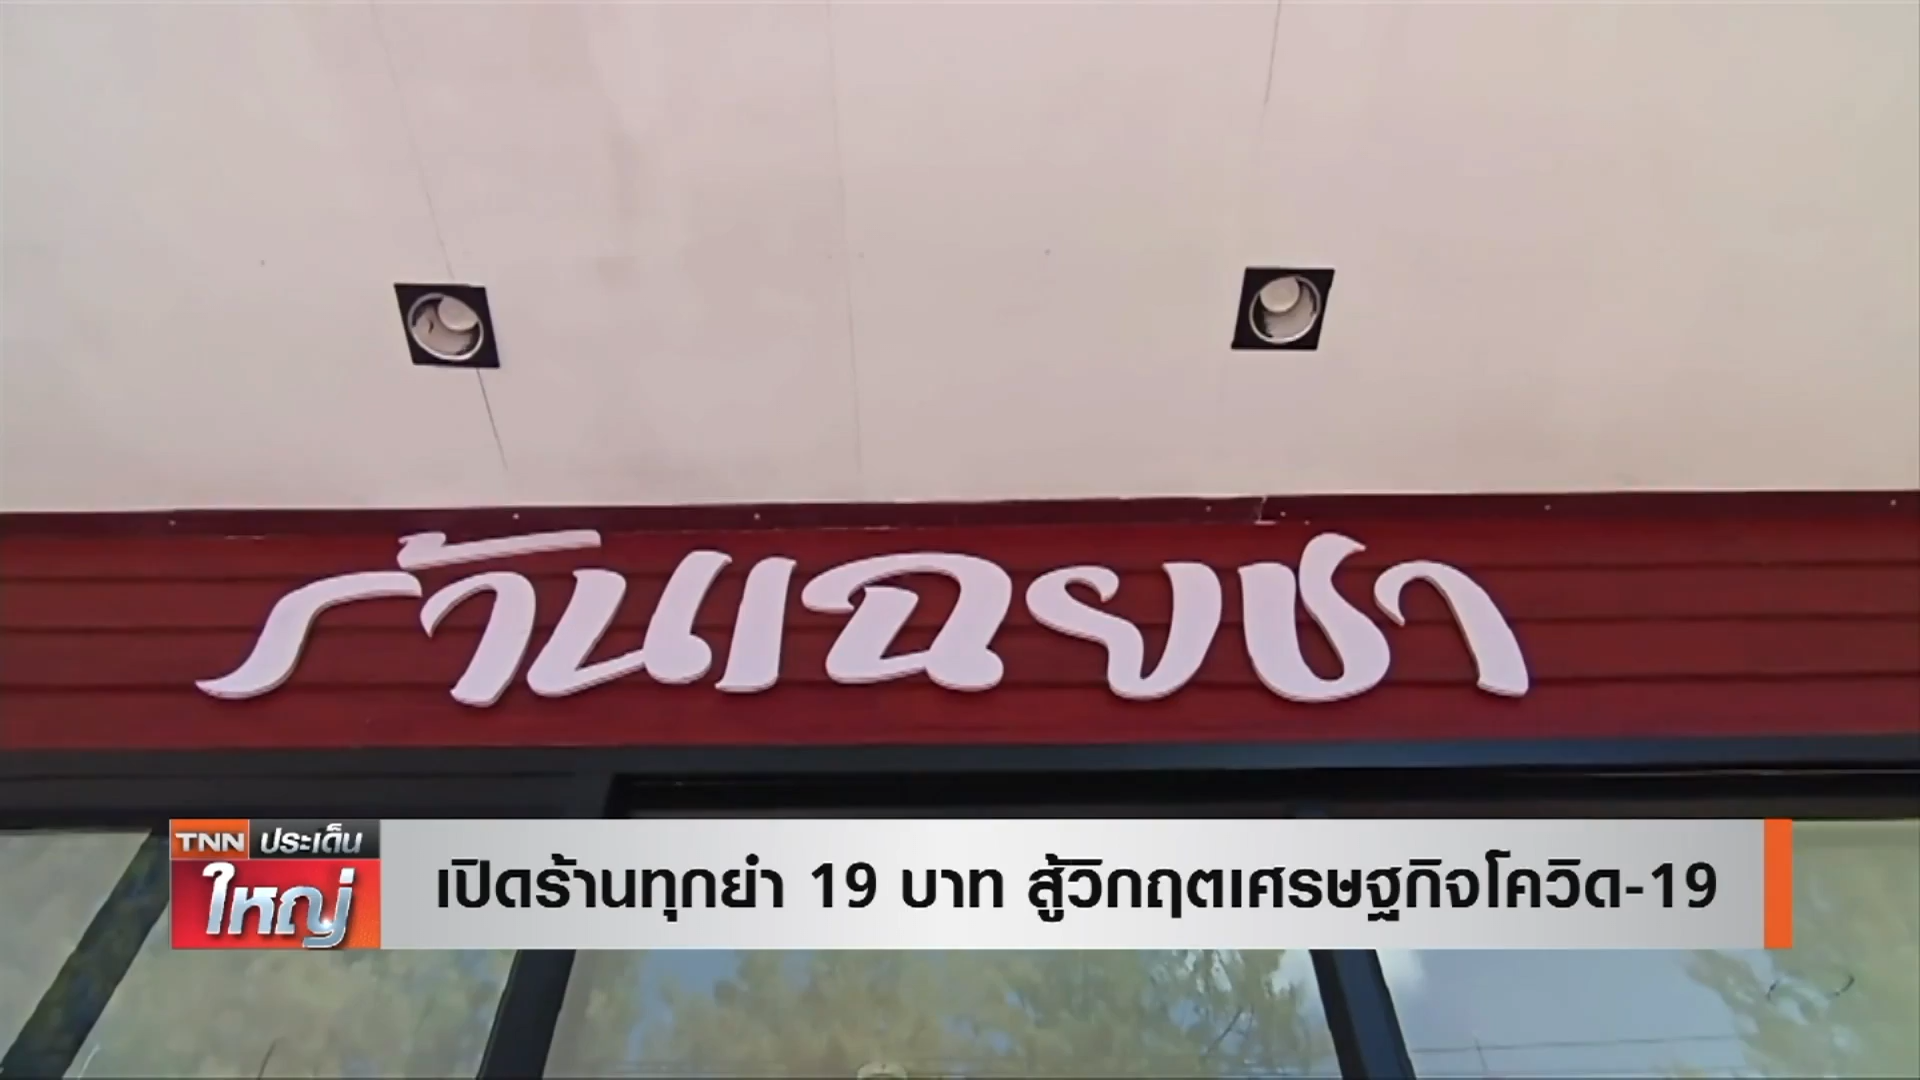 ร้านเฉยชา
TNN ประเด็น
ใหญ่
เปิดร้านทุกยำ 19 บาท สู้วิกฤตเศรษฐกิจโควิด-19